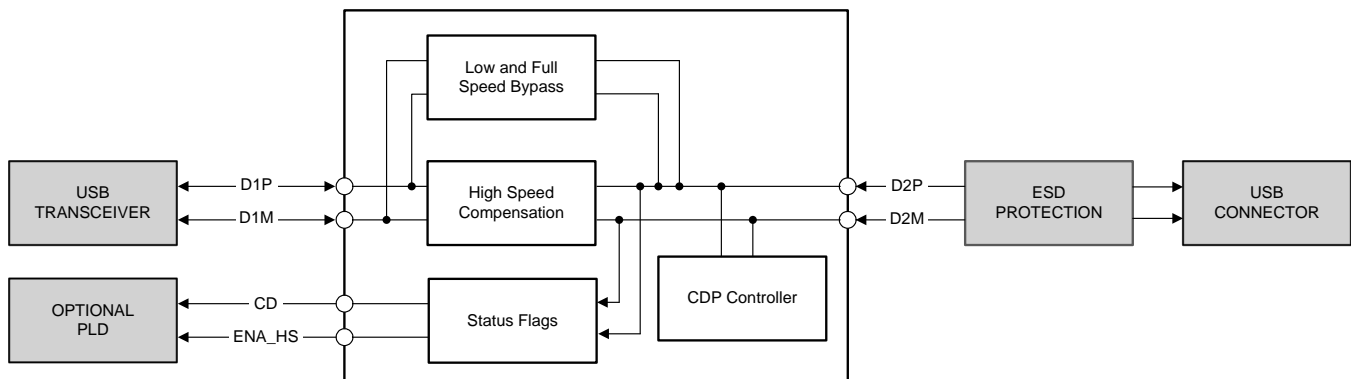 Low and Full
Speed Bypass
USB
TRANSCEIVER
D1P
D1M
High Speed
Compensation
D2P
D2M
ESD
PROTECTION
USB
CONNECTOR
OPTIONAL
PLD
CD
ENA_HS
Status Flags
CDP Controller